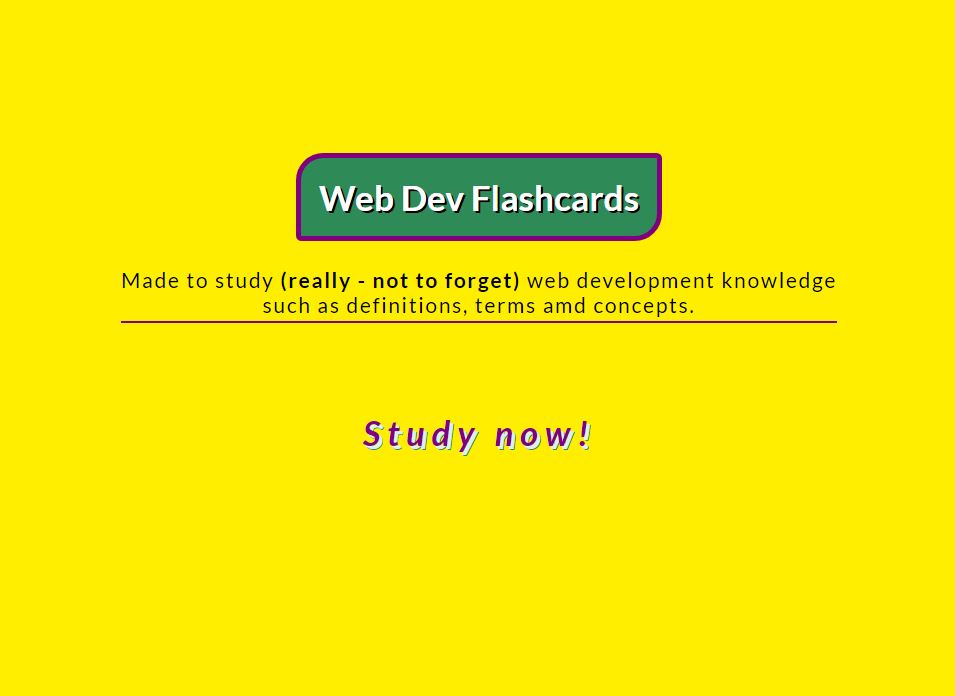 Web Dev Flashcards
Made to study (really - not to forget) web development knowledge
such as definitions, terms amd concepts.
Study now!